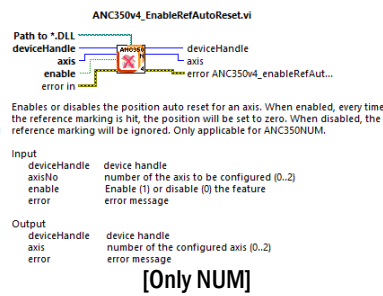 ANC350v4_EnableRefAutoReset.vi
Path to *.DLL
deviceHandle
axis
enable
error in
ANC350
deviceHandle
axis
error ANC350v4_enableRefAut...
Enables or disables the position auto reset for an axis. When enabled, every time
the reference marking is hit, the position will be set to zero. When disabled, the
reference marking will be ignored. Only applicable for ANC350NUM.
Input
deviceHandle device handle
axisNo number of the axis to be configured (0..2)
enable Enable (1) or disable (0) the feature
error error message
Output
deviceHandle device handle
axis number of the configured axis (0..2)
error error message
[Only NUM]